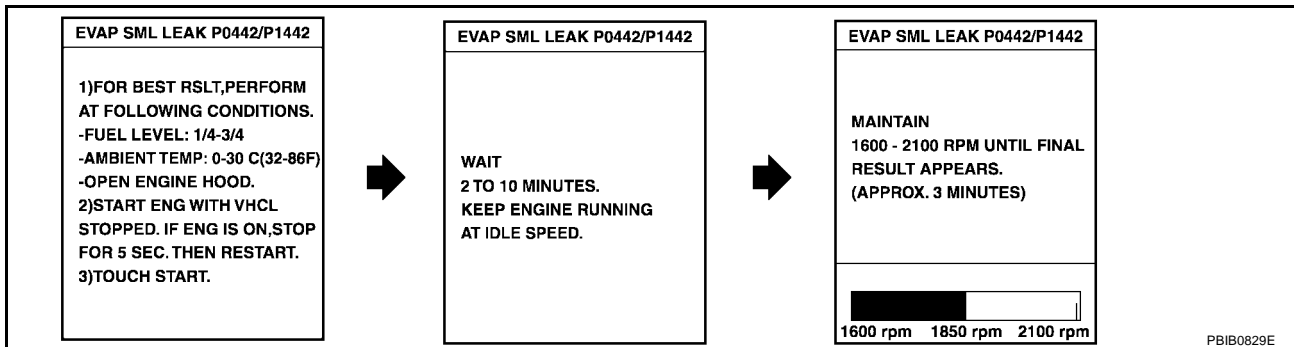 EVAP SML LEAK P0442/P1442
1)FOR BEST RSLT,PERFORM
AT FOLLOWING CONDITIONS.
-FUEL LEVEL: 1/4-3/4
-AMBIENT TEMP: 0-30 C(32-86F)
-OPEN ENGINE HOOD.
2)START ENG WITH VHCL
STOPPED. IF ENG IS ON,STOP
FOR 5 SEC. THEN RESTART.
3)TOUCH START.
EVAP SML LEAK P0442/P1442
WAIT
2 TO 10 MINUTES.
KEEP ENGINE RUNNING
AT IDLE SPEED.
EVAP SML LEAK P0442/P1442
MAINTAIN
1600 - 2100 RPM UNTIL FINAL
RESULT APPEARS.
(APPROX. 3 MINUTES)
1600 rpm 1850 rpm 2100 rpm
PBIB0829E